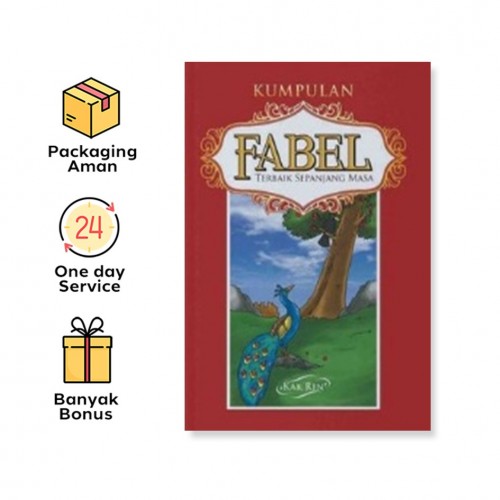 Packaging
Aman
24
One day
Service
Banyak
Bonus
KUMPULAN
FABEL
TERBAIK SEPANJANG MASA
KAK REN